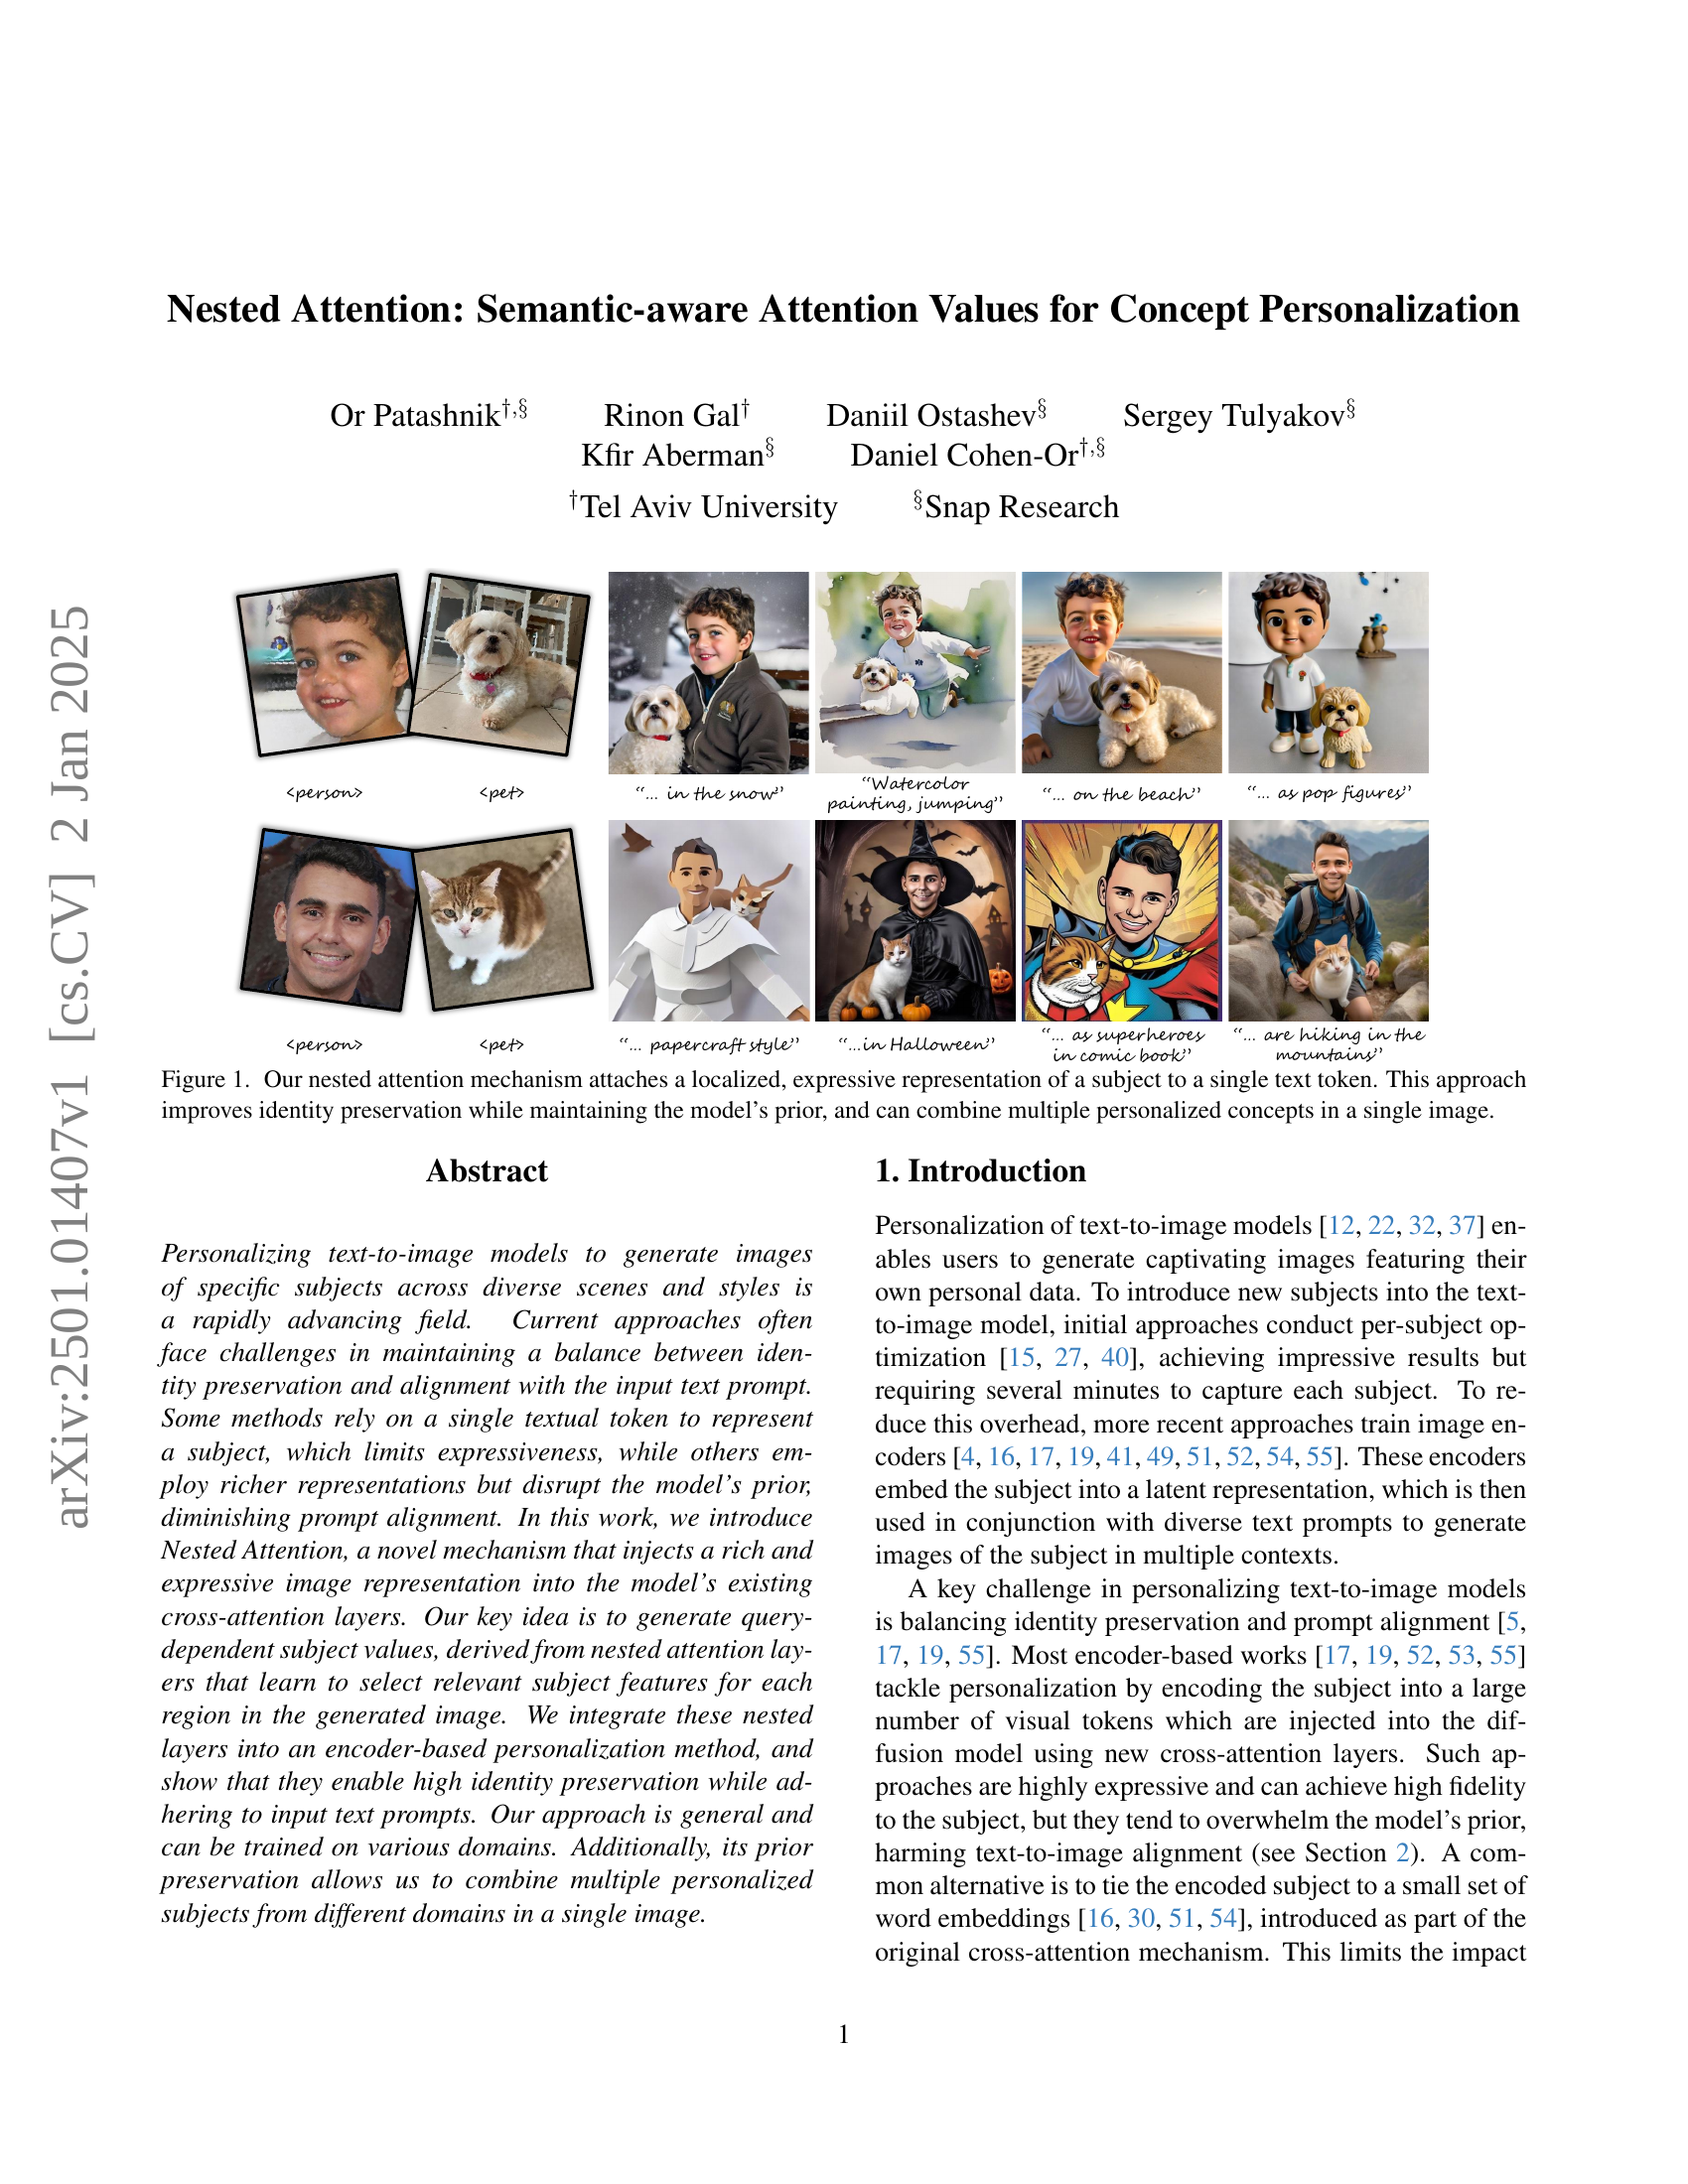 arXiv:2501.01407v1 [cs.CV] 2 Jan 2025
Nested Attention: Semantic-aware Attention Values for Concept Personalization
Or Patashnik†,§ Rinon Gal† Daniil Ostashev§ Sergey Tulyakov§
Kfir Aberman§ Daniel Cohen-Or†,§
†Tel Aviv University §Snap Research
<person> <pet> “... in the snow” “Watercolor painting, jumping” “... on the beach” “... as pop figures”
<person> <pet> “... papercraft style” “...in Halloween” “... as superheroes in comic book” “... are hiking in the mountains”
Figure 1. Our nested attention mechanism attaches a localized, expressive representation of a subject to a single text token. This approach
improves identity preservation while maintaining the model’s prior, and can combine multiple personalized concepts in a single image.
Abstract
Personalizing text-to-image models to generate images
of specific subjects across diverse scenes and styles is
a rapidly advancing field. Current approaches often
face challenges in maintaining a balance between iden-
tity preservation and alignment with the input text prompt.
Some methods rely on a single textual token to represent
a subject, which limits expressiveness, while others em-
ploy richer representations but disrupt the model’s prior,
diminishing prompt alignment. In this work, we introduce
Nested Attention, a novel mechanism that injects a rich and
expressive image representation into the model’s existing
cross-attention layers. Our key idea is to generate query-
dependent subject values, derived from nested attention lay-
ers that learn to select relevant subject features for each
region in the generated image. We integrate these nested
layers into an encoder-based personalization method, and
show that they enable high identity preservation while ad-
hering to input text prompts. Our approach is general and
can be trained on various domains. Additionally, its prior
preservation allows us to combine multiple personalized
subjects from different domains in a single image.
1. Introduction
Personalization of text-to-image models [12, 22, 32, 37] en-
ables users to generate captivating images featuring their
own personal data. To introduce new subjects into the text-
to-image model, initial approaches conduct per-subject op-
timization [15, 27, 40], achieving impressive results but
requiring several minutes to capture each subject. To re-
duce this overhead, more recent approaches train image en-
coders [4, 16, 17, 19, 41, 49, 51, 52, 54, 55]. These encoders
embed the subject into a latent representation, which is then
used in conjunction with diverse text prompts to generate
images of the subject in multiple contexts.
A key challenge in personalizing text-to-image models
is balancing identity preservation and prompt alignment [5,
17, 19, 55]. Most encoder-based works [17, 19, 52, 53, 55]
tackle personalization by encoding the subject into a large
number of visual tokens which are injected into the dif-
fusion model using new cross-attention layers. Such ap-
proaches are highly expressive and can achieve high fidelity
to the subject, but they tend to overwhelm the model’s prior,
harming text-to-image alignment (see Section 2). A com-
mon alternative is to tie the encoded subject to a small set of
word embeddings [16, 30, 51, 54], introduced as part of the
original cross-attention mechanism. This limits the impact
1